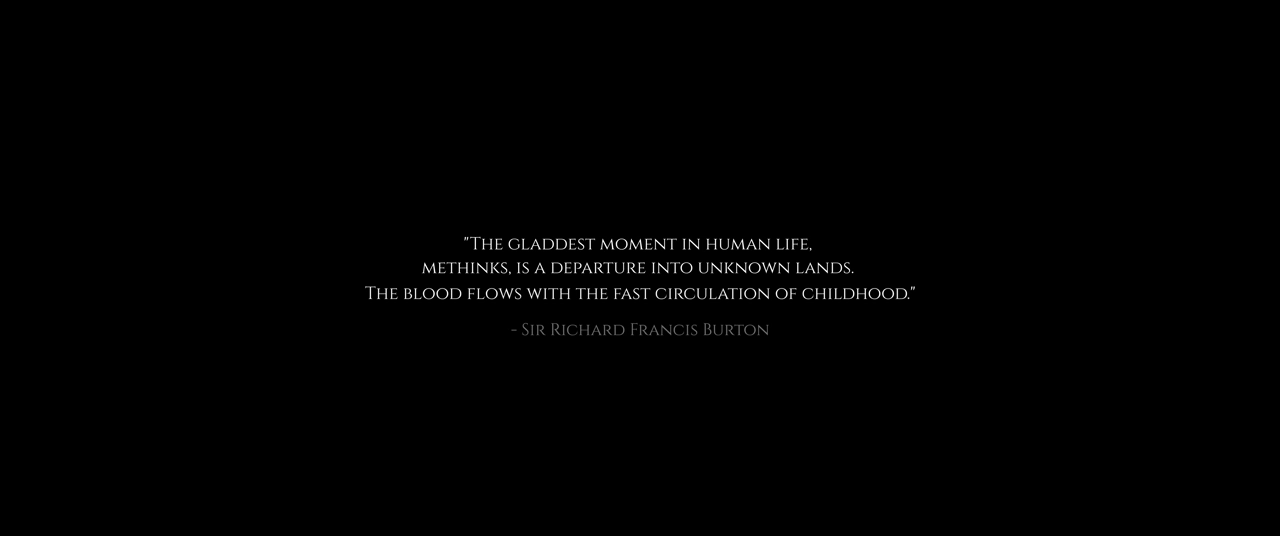 "The gladdest moment in human life,
methinks, is a departure into unknown lands.
The blood flows with the fast circulation of childhood."
- Sir Richard Francis Burton